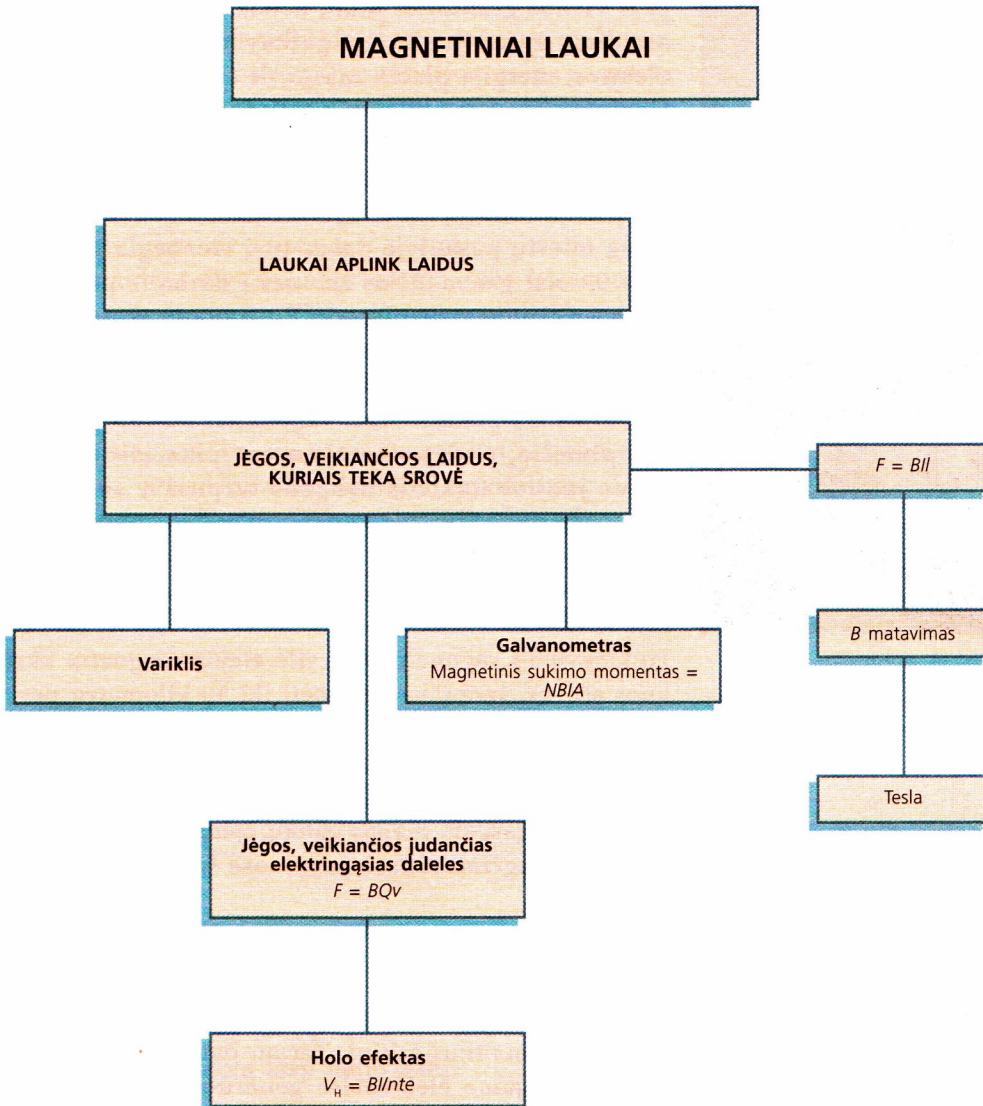 MAGNETINIAI LAUKAI
LAUKAI APLINK LAIDUS
JĖGOS, VEIKIANČIOS LAIDUS,
KURIAIS TEKA SROVĖ
F = BIl
Variklis
Galvanometras
Magnetinis sukimo momentas =
NBIA
B matavimas
Tesla
Jėgos, veikiančios judančias
elektringąsias daleles
F = BQv
Holo efektas
V_H = BI/nte